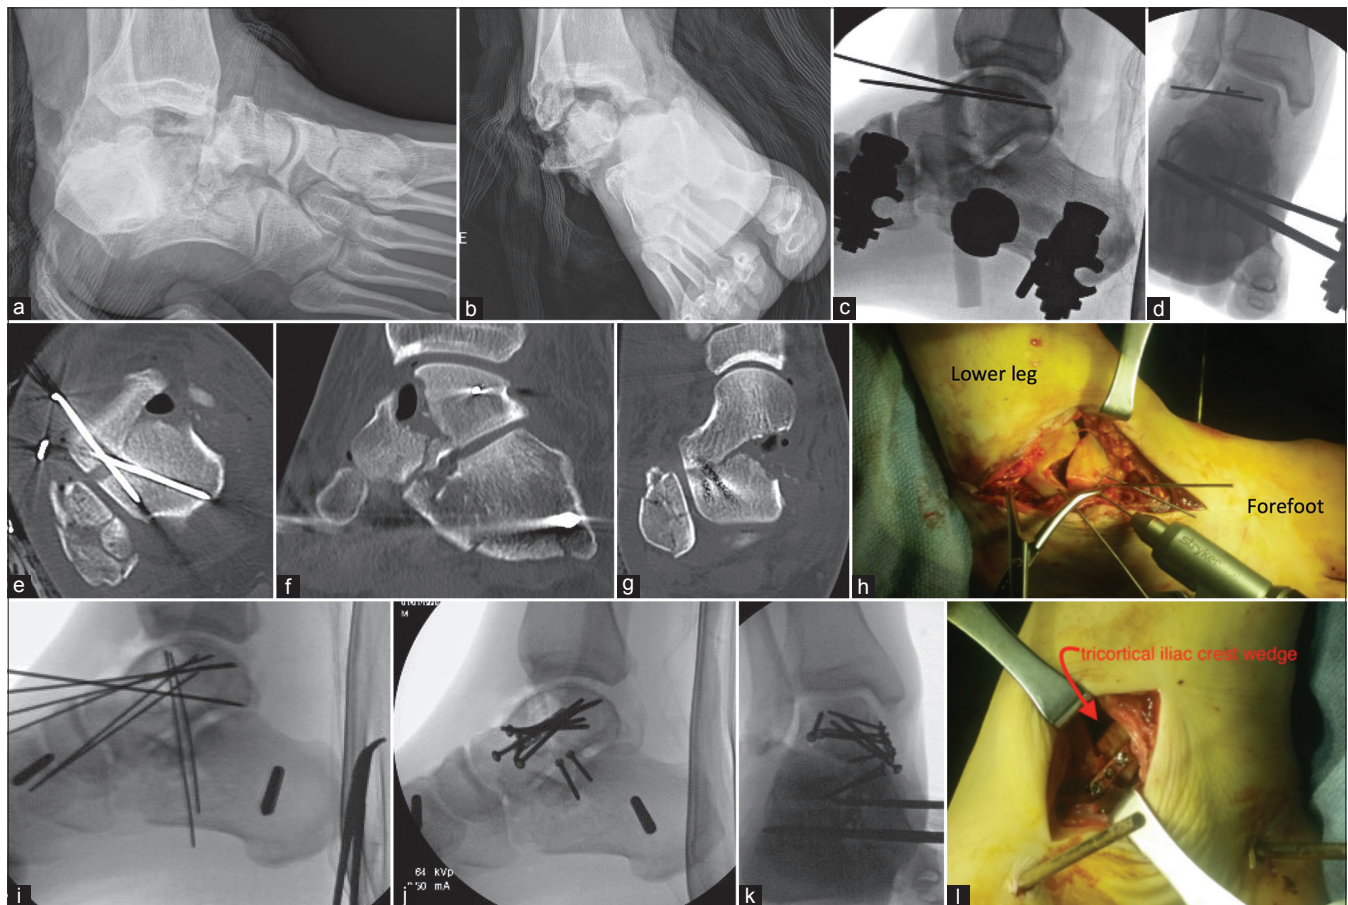 a
b
E
c
d
e
f
g
h
Lower leg
Forefoot
stryker
i
j
M
64 kVp
50 mA
k
l
tricortical iliac crest wedge